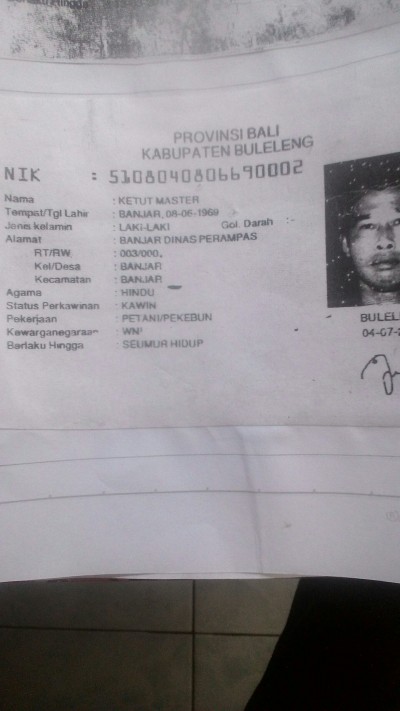 PROVINSI BALI
KABUPATEN BULELENG
NIK : 5108040806690002
Nama : KETUT MASTER
Tempat/Tgl Lahir : BANJAR, 08-06-1969
Jenis kelamin : LAKI-LAKI Gol. Darah : -
Alamat : BANJAR DINAS PERAMPAS
RT/RW : 003/000,
Kel/Desa : BANJAR
Kecamatan : BANJAR
Agama : HINDU
Status Perkawinan : KAWIN
Pekerjaan : PETANI/PEKEBUN
Kewarganegaraan : WNI
Berlaku Hingga : SEUMUR HIDUP
BULEL
04-07-2